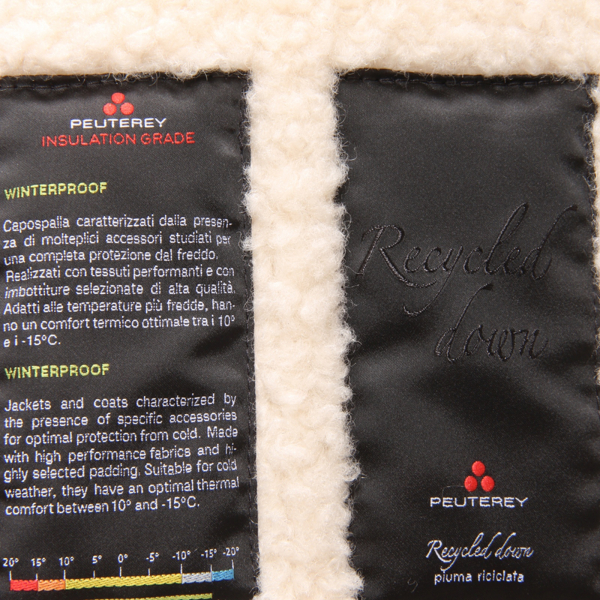 PEUTEREY
INSULATION GRADE
WINTERPROOF
Capospalla caratterizzati dalla presen-
za di molteplici accessori studiati per
una completa protezione dal freddo.
Realizzati con tessuti performanti e con
imbottiture selezionate di alta qualità.
Adatti alle temperature più fredde, han-
no un comfort termico ottimale tra i 10°
e i -15°C.
WINTERPROOF
Jackets and coats characterized by
the presence of specific accessories
for optimal protection from cold. Made
with high performance fabrics and hi-
ghly selected padding. Suitable for cold
weather, they have an optimal thermal
comfort between 10° and -15°C.
20° 15° 10° 5° 0° -5° -10° -15° -20°
Recycled
down
PEUTEREY
Recycled down
piuma riciclata